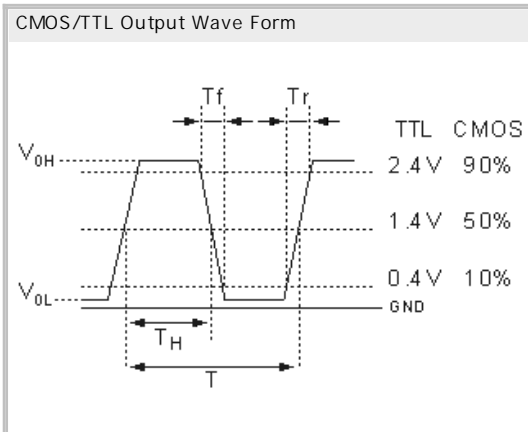 CMOS/TTL Output Wave Form
Tf Tr
TTL CMOS
V0H 2.4V 90%
1.4V 50%
0.4V 10%
V0L GND
TH
T